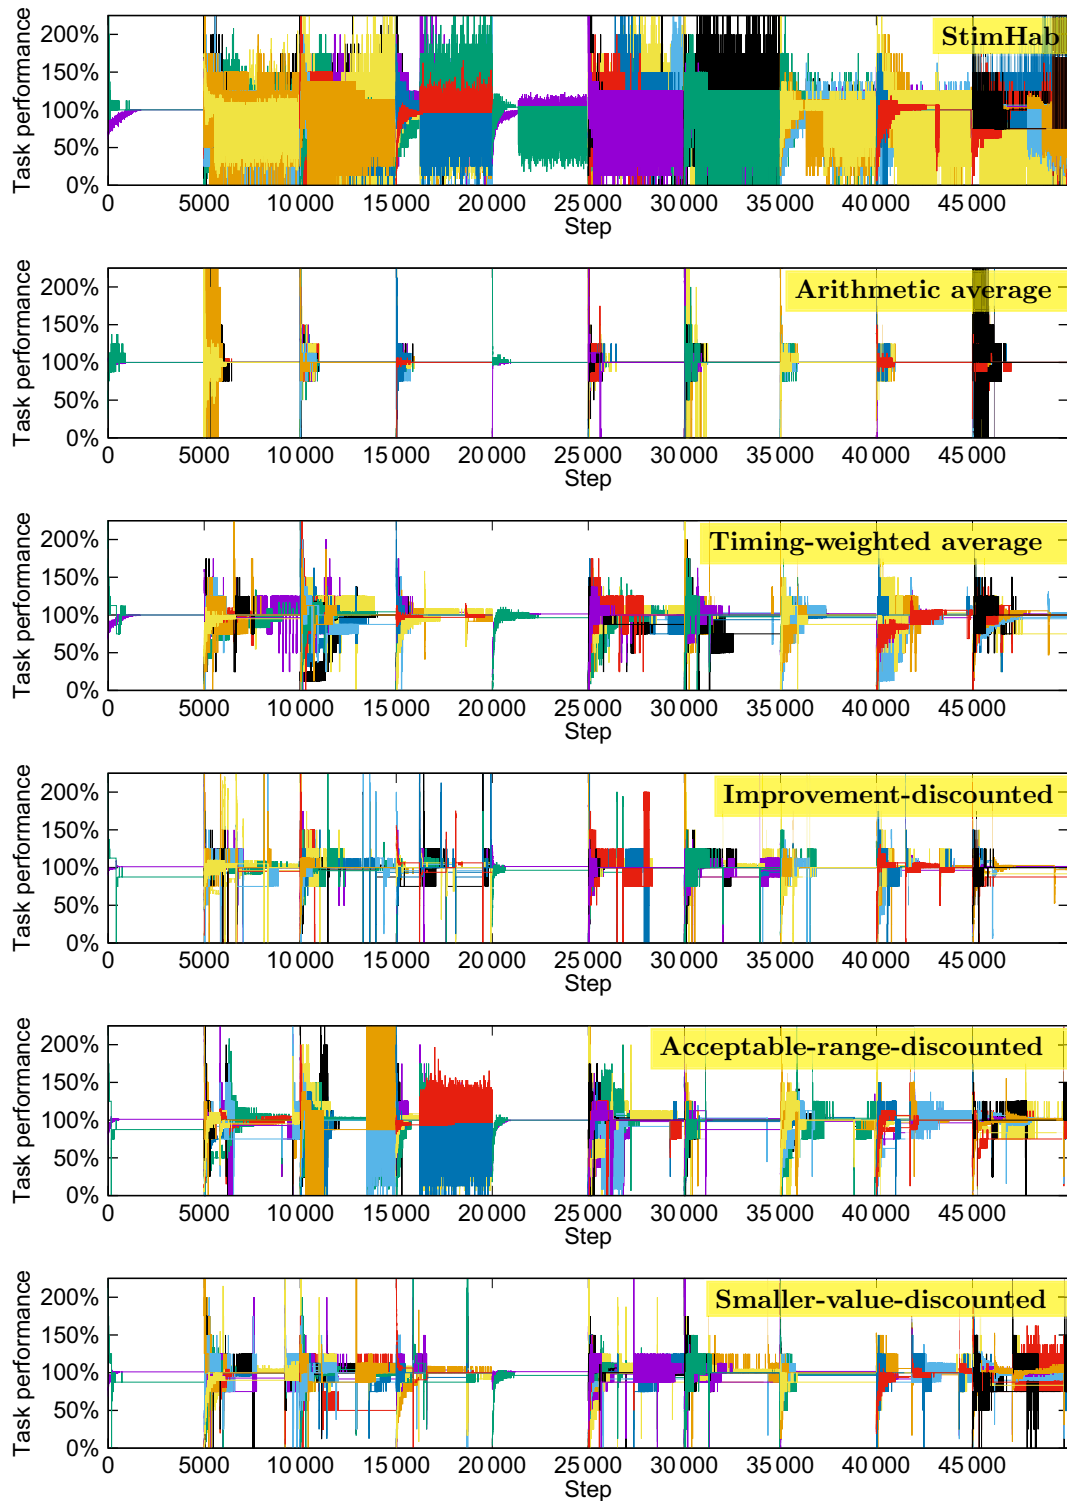 Task performance
200%
150%
100%
50%
0%
StimHab
0 5000 10 000 15 000 20 000 25 000 30 000 35 000 40 000 45 000
Step
Task performance
200%
150%
100%
50%
0%
Arithmetic average
0 5000 10 000 15 000 20 000 25 000 30 000 35 000 40 000 45 000
Step
Task performance
200%
150%
100%
50%
0%
Timing-weighted average
0 5000 10 000 15 000 20 000 25 000 30 000 35 000 40 000 45 000
Step
Task performance
200%
150%
100%
50%
0%
Improvement-discounted
0 5000 10 000 15 000 20 000 25 000 30 000 35 000 40 000 45 000
Step
Task performance
200%
150%
100%
50%
0%
Acceptable-range-discounted
0 5000 10 000 15 000 20 000 25 000 30 000 35 000 40 000 45 000
Step
Task performance
200%
150%
100%
50%
0%
Smaller-value-discounted
0 5000 10 000 15 000 20 000 25 000 30 000 35 000 40 000 45 000
Step